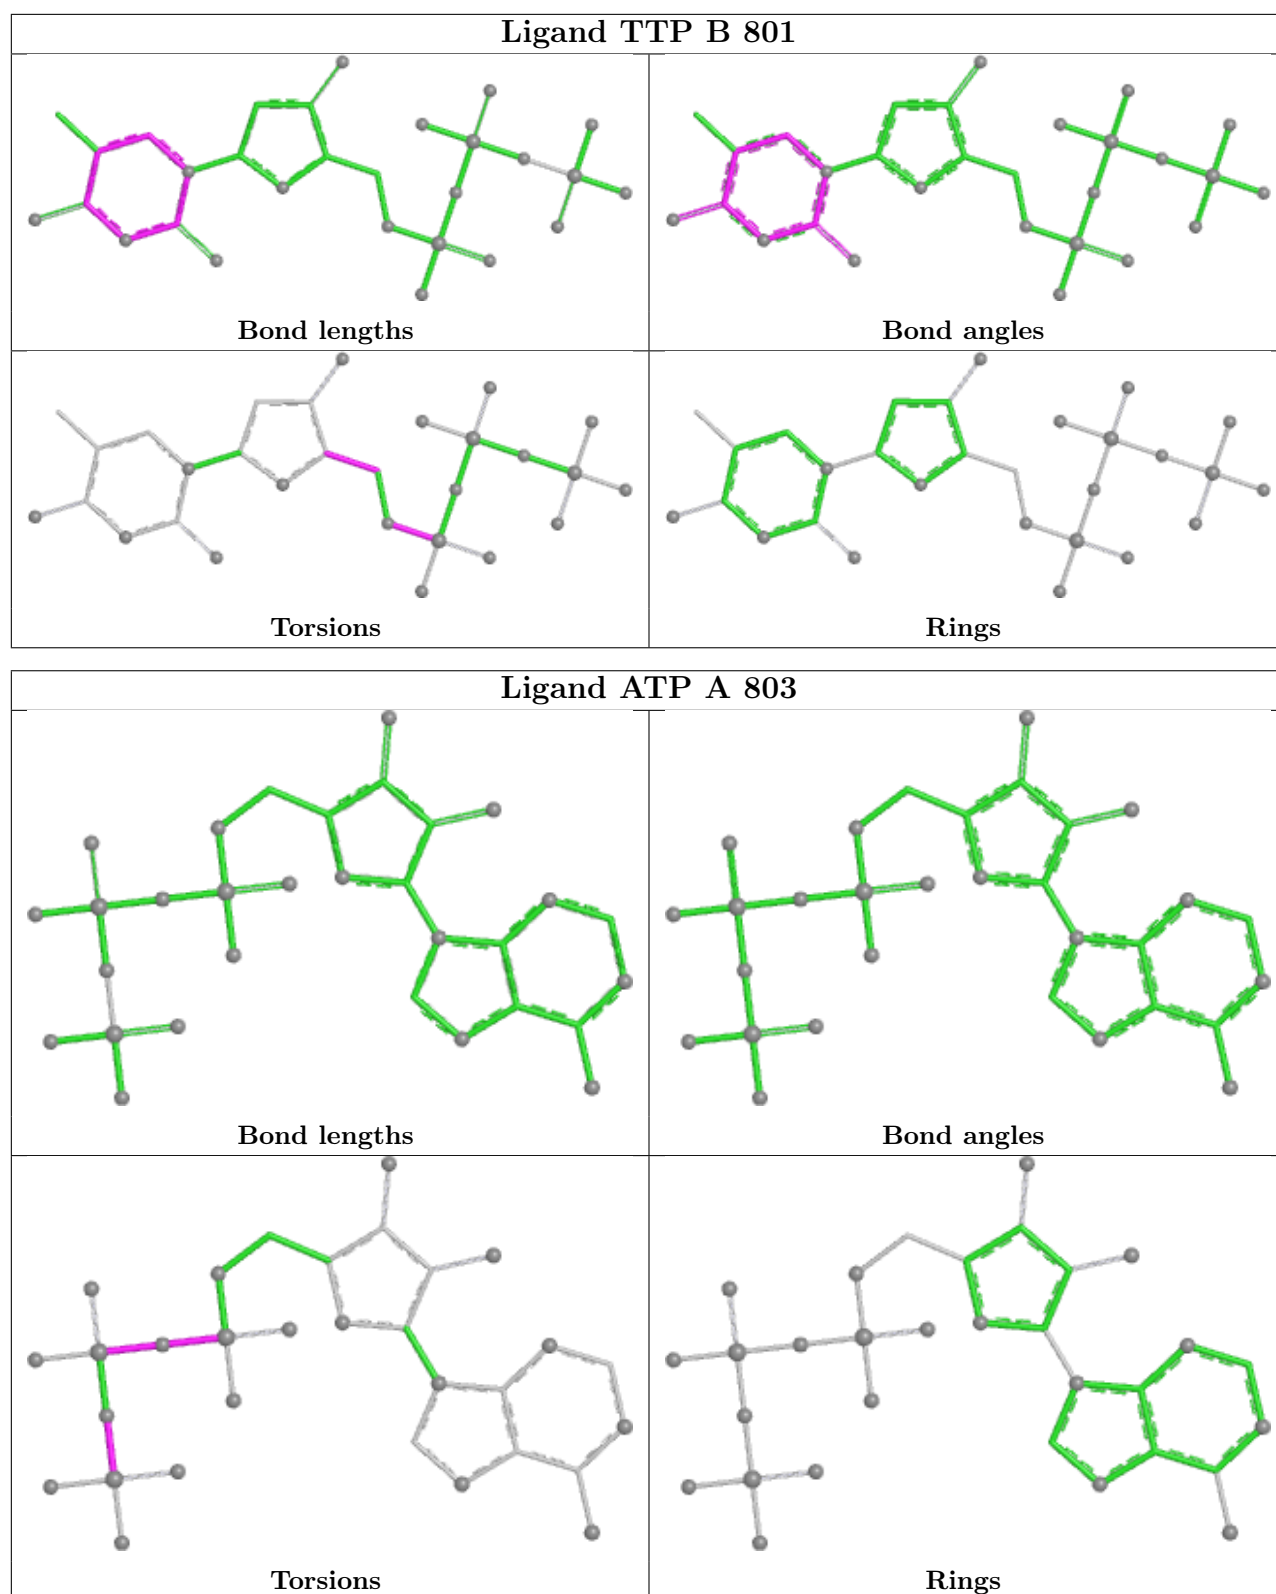 Ligand TTP B 801
Bond lengths
Bond angles
Torsions
Rings
Ligand ATP A 803
Bond lengths
Bond angles
Torsions
Rings